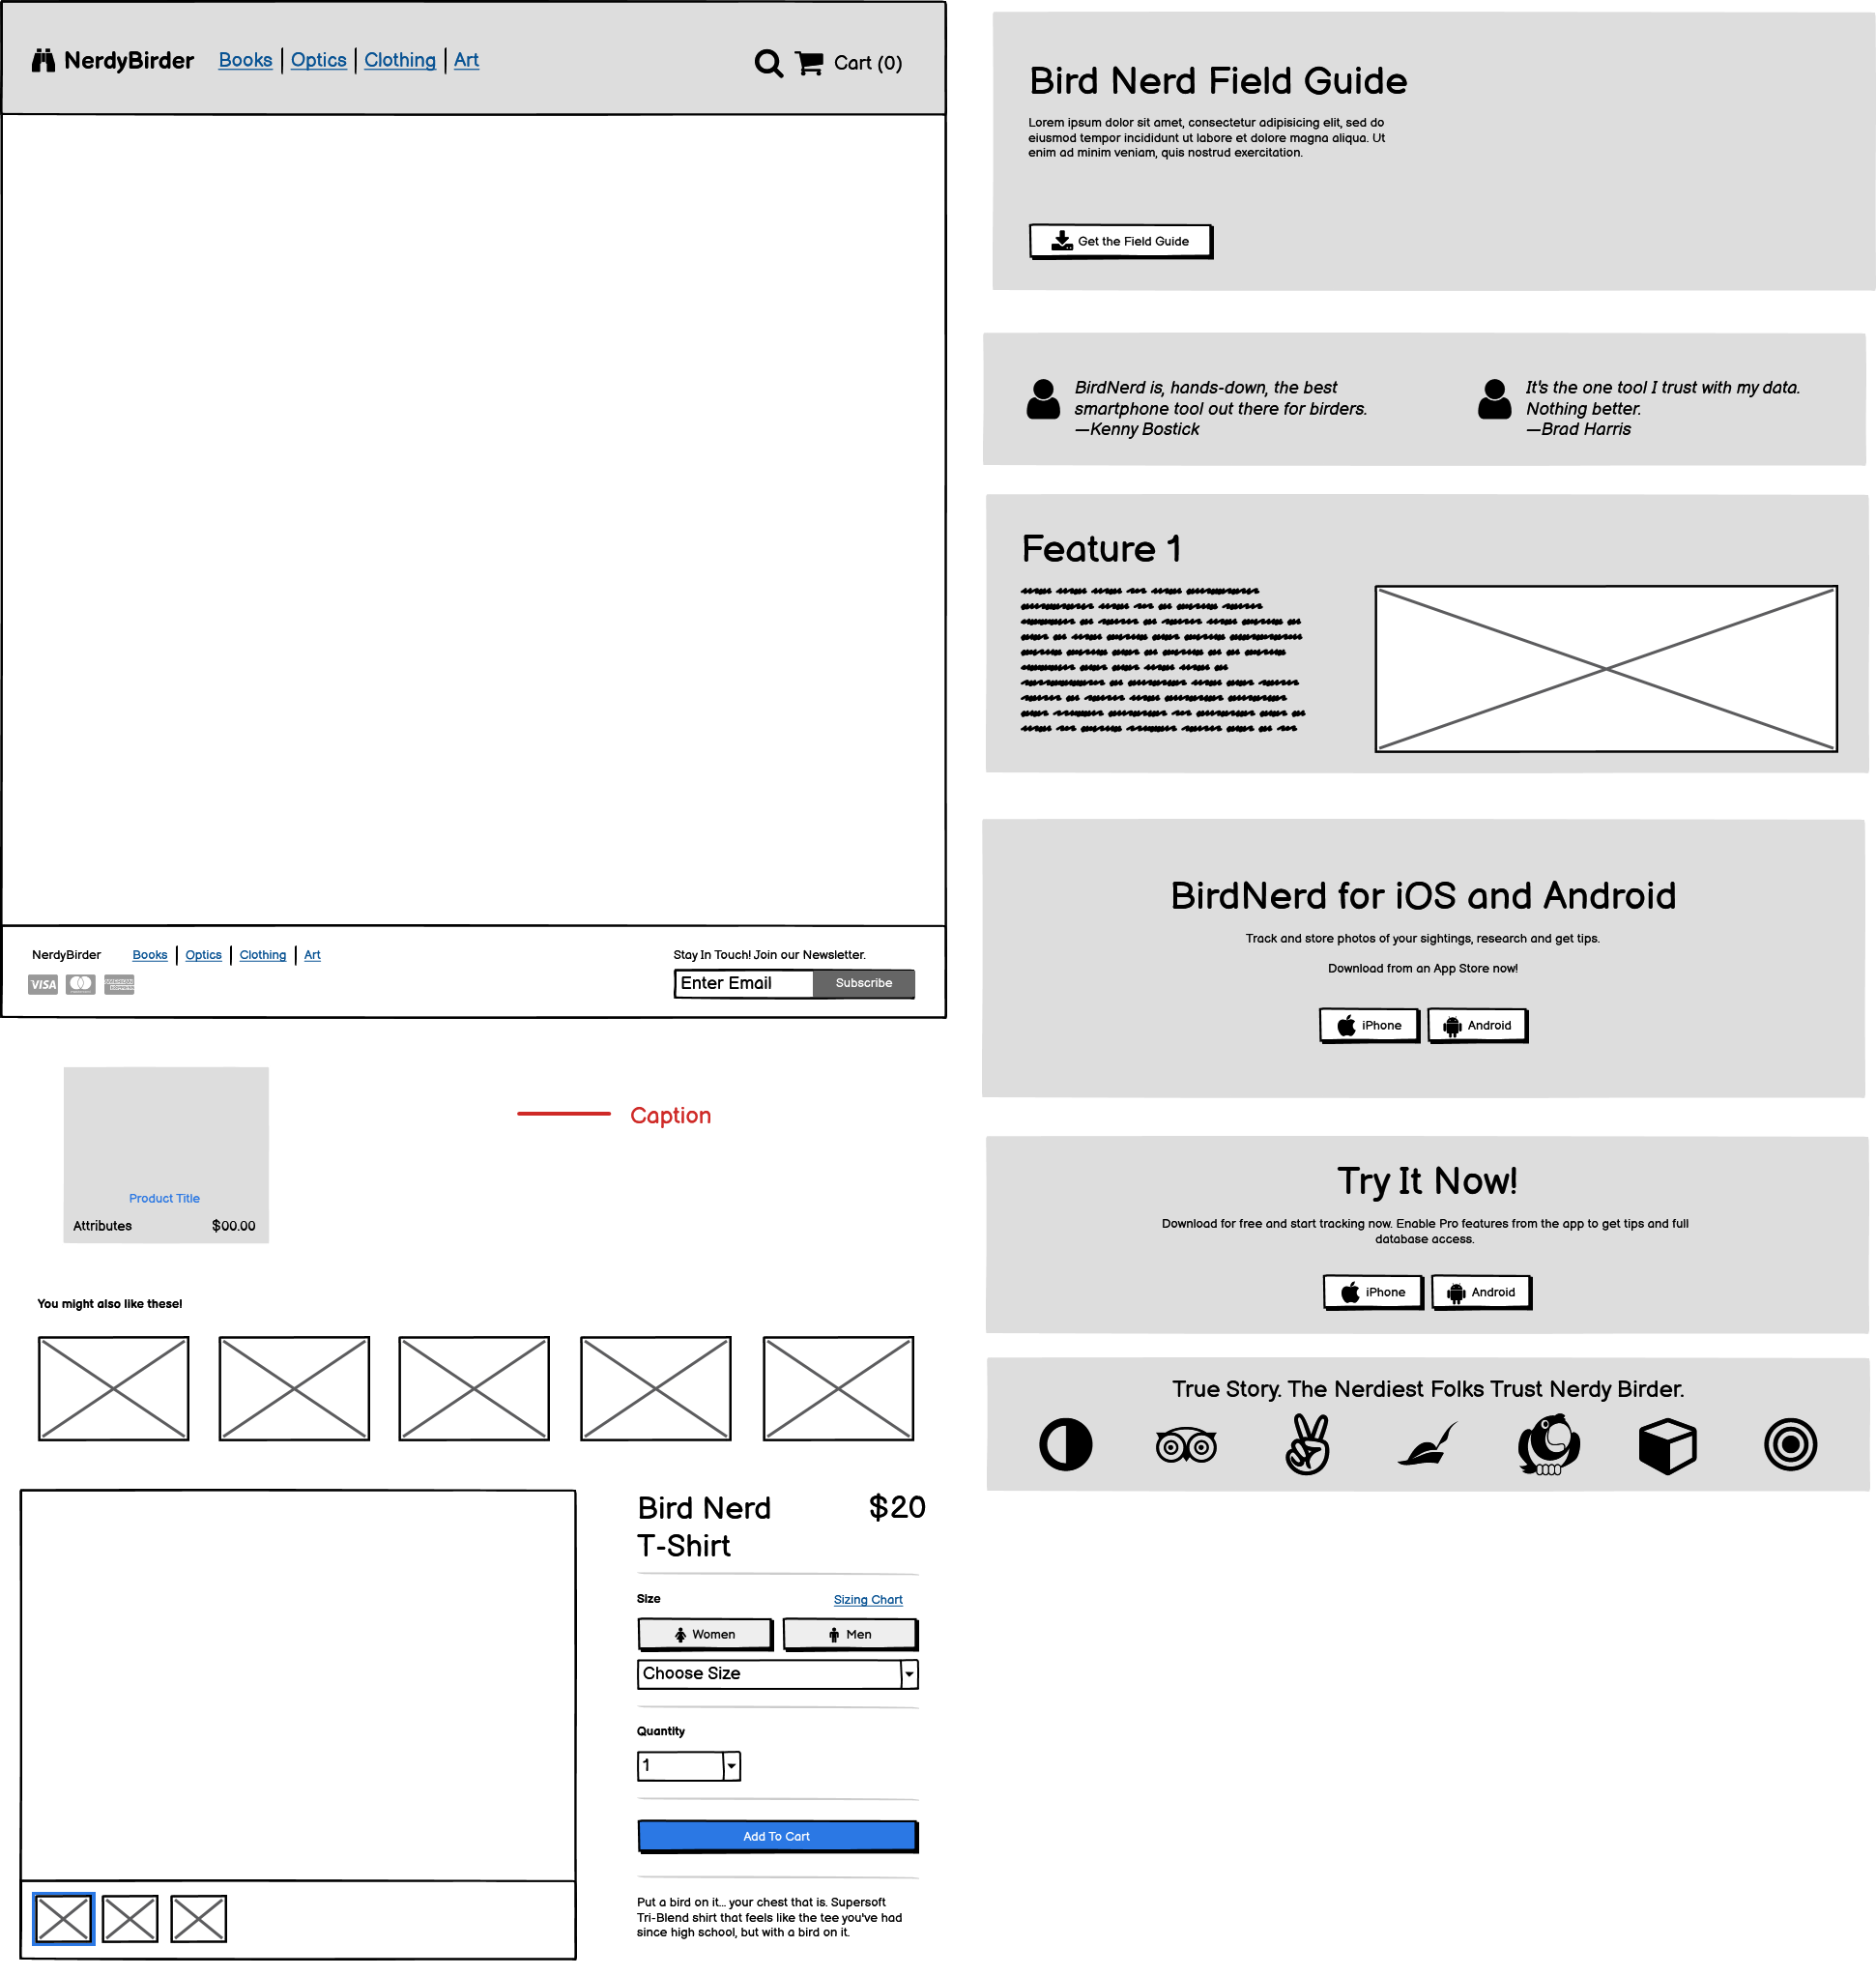 NerdyBirder Books Optics Clothing Art Cart (0)
NerdyBirder Books Optics Clothing Art
VISA
Stay In Touch! Join our Newsletter.
Enter Email Subscribe
Product Title
Attributes $00.00
Caption
You might also like these!
Bird Nerd $20
T-Shirt
Size Sizing Chart
Women Men
Choose Size
Quantity
1
Add To Cart
Put a bird on it... your chest that is. Supersoft
Tri-Blend shirt that feels like the tee you've had
since high school, but with a bird on it.
Bird Nerd Field Guide
Lorem ipsum dolor sit amet, consectetur adipisicing elit, sed do
eiusmod tempor incididunt ut labore et dolore magna aliqua. Ut
enim ad minim veniam, quis nostrud exercitation.
Get the Field Guide
BirdNerd is, hands-down, the best
smartphone tool out there for birders.
—Kenny Bostick
It's the one tool I trust with my data.
Nothing better.
—Brad Harris
Feature 1
BirdNerd for iOS and Android
Track and store photos of your sightings, research and get tips.
Download from an App Store now!
iPhone Android
Try It Now!
Download for free and start tracking now. Enable Pro features from the app to get tips and full
database access.
iPhone Android
True Story. The Nerdiest Folks Trust Nerdy Birder.